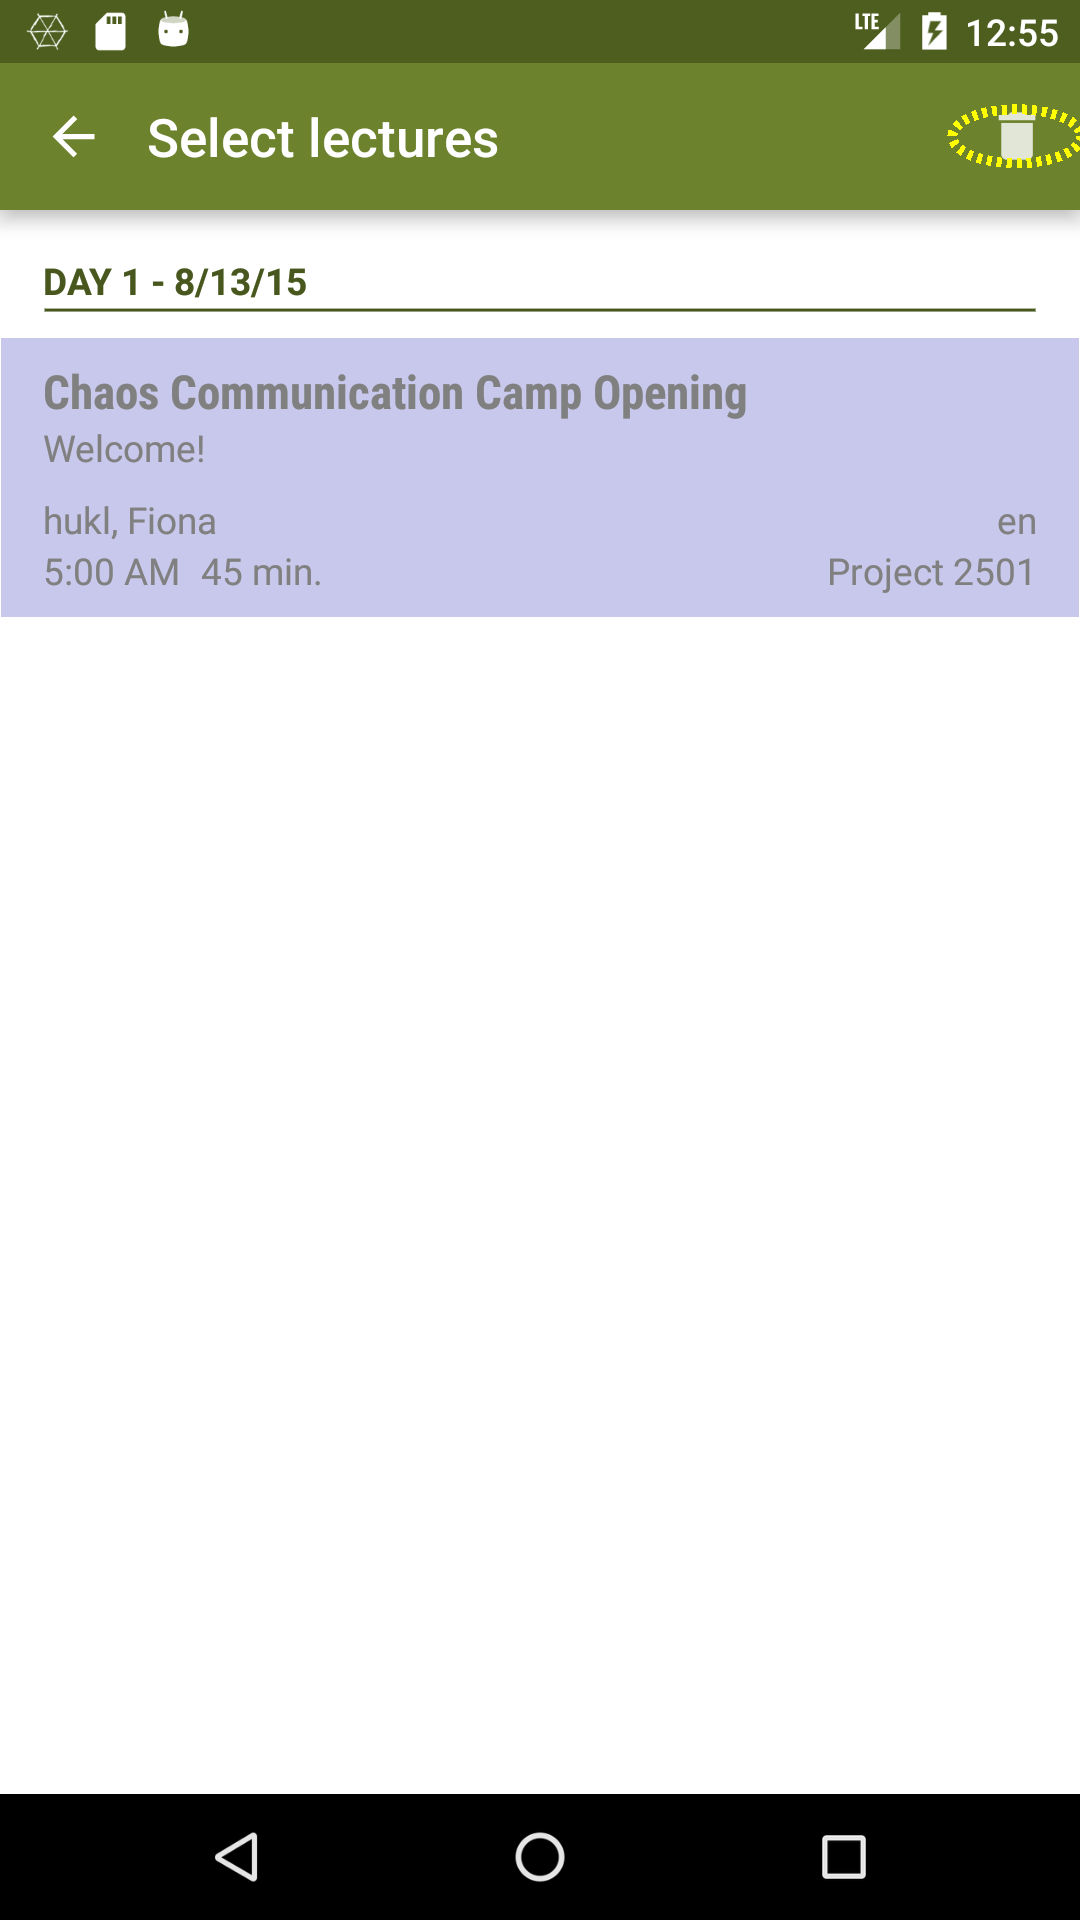 LTE 12:55
Select lectures
DAY 1 - 8/13/15
Chaos Communication Camp Opening
Welcome!
hukl, Fiona en
5:00 AM 45 min. Project 2501